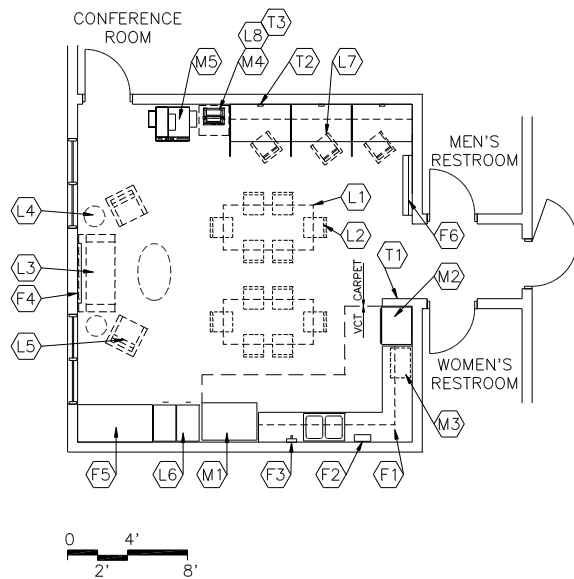 CONFERENCE
ROOM
T3
L8
M5
M4
T2
L7
MEN'S
RESTROOM
L1
L4
L2
F6
L3
T1
M2
CARPET
VCT
F4
L5
WOMEN'S
RESTROOM
M3
F5
L6
M1
F3
F2
F1
0
4'
2'
8'